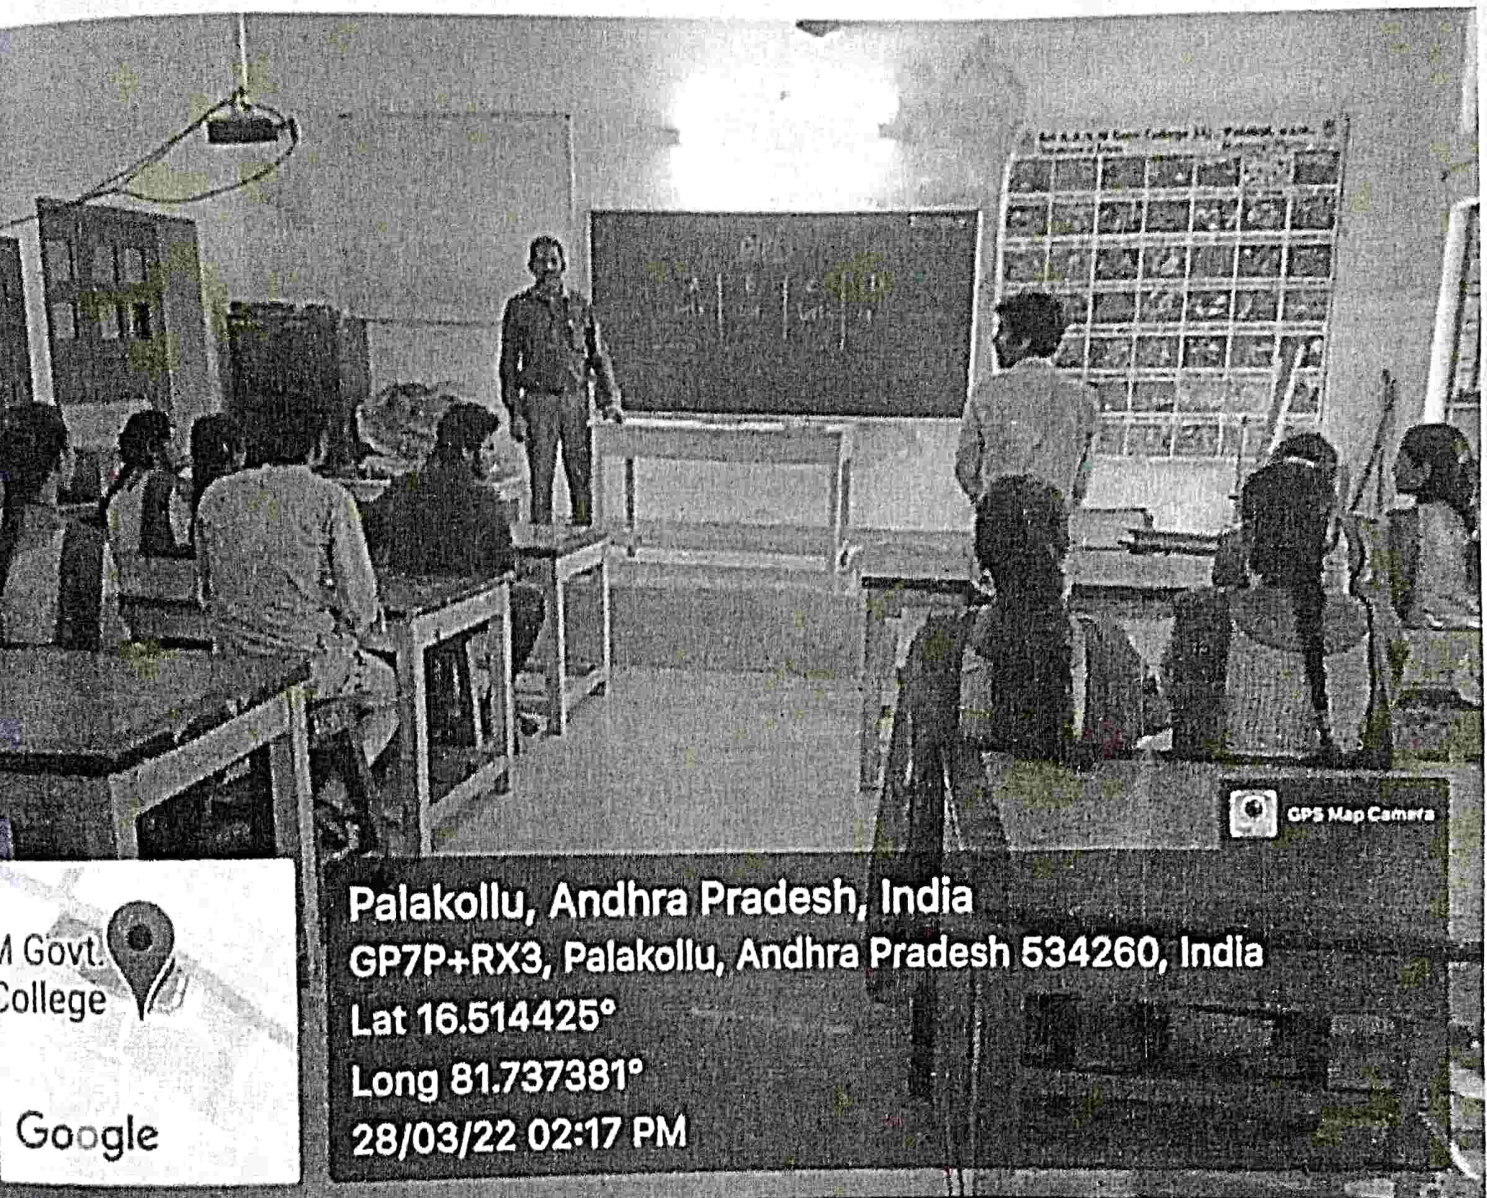 GPS Map Camera
Palakollu, Andhra Pradesh, India
GP7P+RX3, Palakollu, Andhra Pradesh 534260, India
Lat 16.514425°
Long 81.737381°
28/03/22 02:17 PM
Govt.
College
Google